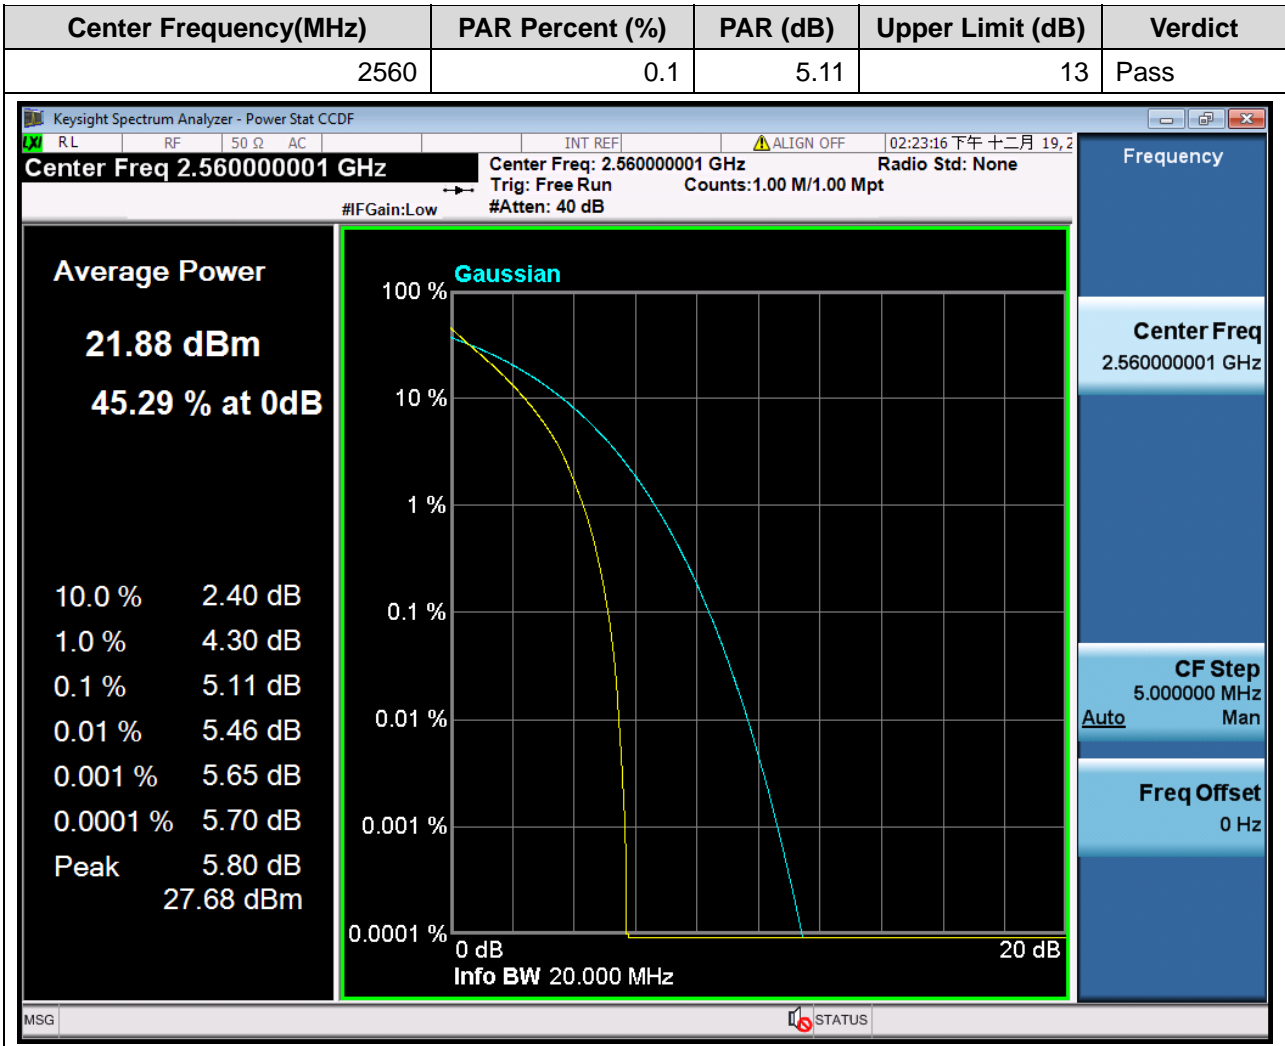 Center Frequency(MHz) PAR Percent (%) PAR (dB) Upper Limit (dB) Verdict
2560 0.1 5.11 13 Pass
Keysight Spectrum Analyzer - Power Stat CCDF
LXI RL RF 50 Ω AC INT REF ALIGN OFF 02:23:16 下午 十二月 19, 2
Center Freq 2.560000001 GHz
Center Freq: 2.560000001 GHz Radio Std: None
Trig: Free Run Counts:1.00 M/1.00 Mpt
#IFGain:Low #Atten: 40 dB
Frequency
Average Power
21.88 dBm
45.29 % at 0dB
10.0 % 2.40 dB
1.0 % 4.30 dB
0.1 % 5.11 dB
0.01 % 5.46 dB
0.001 % 5.65 dB
0.0001 % 5.70 dB
Peak 5.80 dB
27.68 dBm
Gaussian
100 %
10 %
1 %
0.1 %
0.01 %
0.001 %
0.0001 %
0 dB 20 dB
Info BW 20.000 MHz
Center Freq
2.560000001 GHz
CF Step
5.000000 MHz
Auto Man
Freq Offset
0 Hz
MSG STATUS